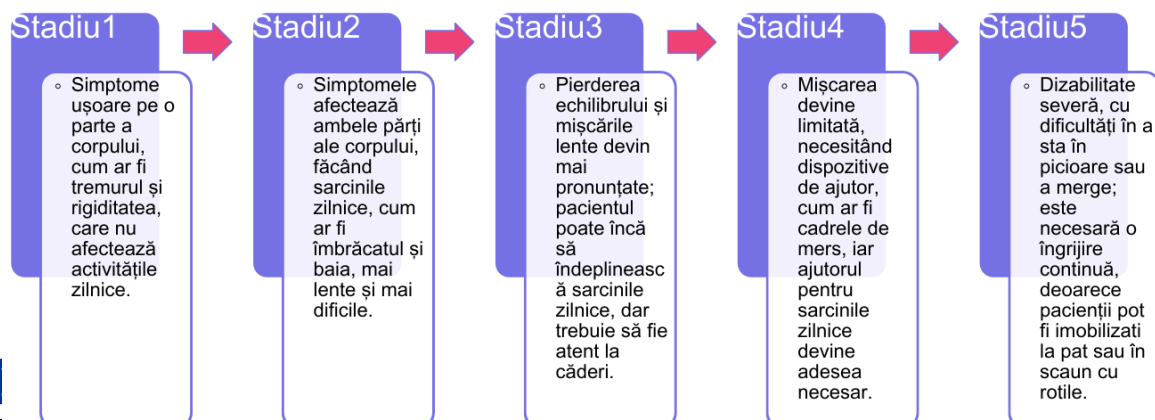 Stadiu1
Simptome
ușoare pe o
parte a
corpului,
cum ar fi
tremurul și
rigiditatea,
care nu
afectează
activitățile
zilnice.
Stadiu2
Simptomele
afectează
ambele părți
ale corpului,
făcând
sarcinile
zilnice, cum
ar fi
îmbrăcatul și
baia, mai
lente și mai
dificile.
Stadiu3
Pierderea
echilibrului și
mișcările
lente devin
mai
pronunțate;
pacientul
poate încă
să
îndeplineasc
ă sarcinile
zilnice, dar
trebuie să fie
atent la
căderi.
Stadiu4
Mișcarea
devine
limitată,
necesitând
dispozitive
de ajutor,
cum ar fi
cadrele de
mers, iar
ajutorul
pentru
sarcinile
zilnice
devine
adesea
necesar.
Stadiu5
Dizabilitate
severă, cu
dificultăți în a
sta în
picioare sau
a merge;
este
necesară o
îngrijire
continuă,
deoarece
pacienții pot
fi imobilizati
la pat sau în
scaun cu
rotile.